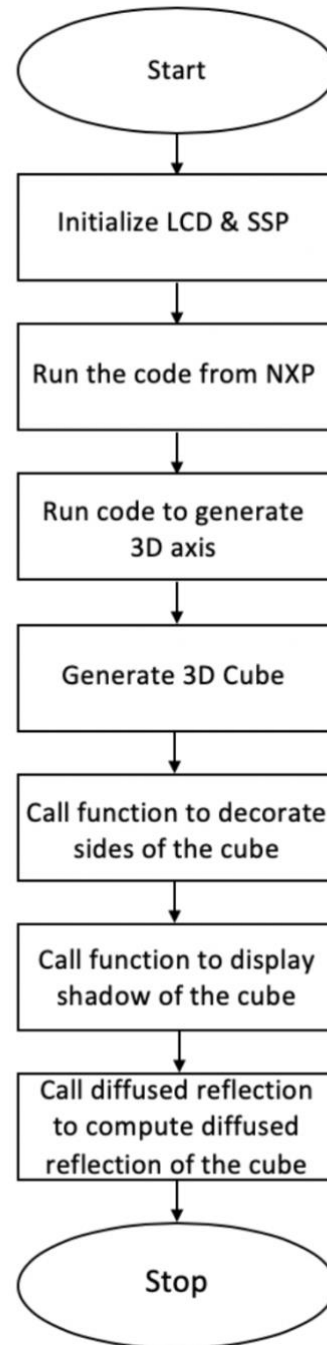 Start
Initialize LCD & SSP
Run the code from NXP
Run code to generate
3D axis
Generate 3D Cube
Call function to decorate
sides of the cube
Call function to display
shadow of the cube
Call diffused reflection
to compute diffused
reflection of the cube
Stop